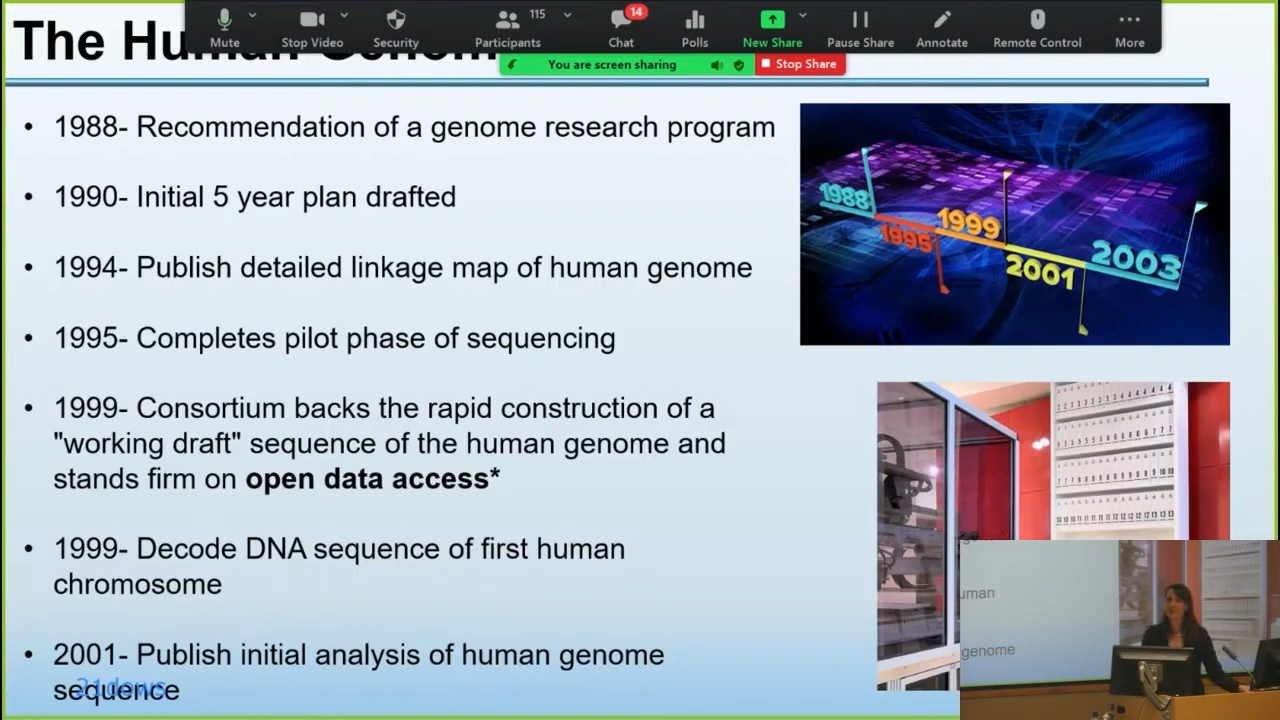 Mute
Stop Video
Security
Participants
115
Chat
14
Polls
New Share
Pause Share
Annotate
Remote Control
More
You are screen sharing
Stop Share
The Human Genom
• 1988- Recommendation of a genome research program
• 1990- Initial 5 year plan drafted
• 1994- Publish detailed linkage map of human genome
• 1995- Completes pilot phase of sequencing
• 1999- Consortium backs the rapid construction of a
"working draft" sequence of the human genome and
stands firm on open data access*
• 1999- Decode DNA sequence of first human
chromosome
• 2001- Publish initial analysis of human genome
sequence
1988
1995
1999
2001
2003
uman
genome